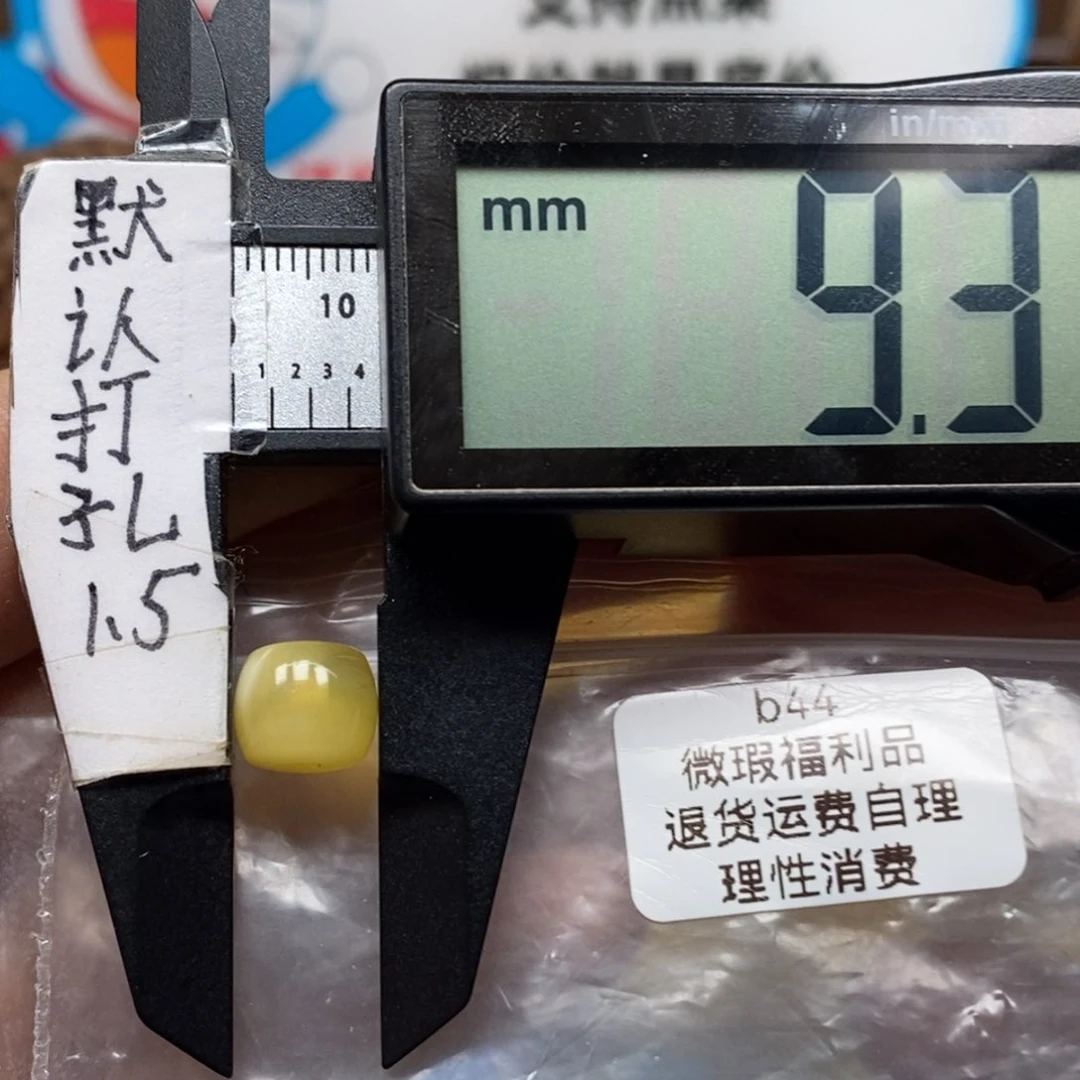 in/mm
mm
9.3
默
认
打
孔
1.5
10
1 2 3 4
b44
微瑕福利品
退货运费自理
理性消费